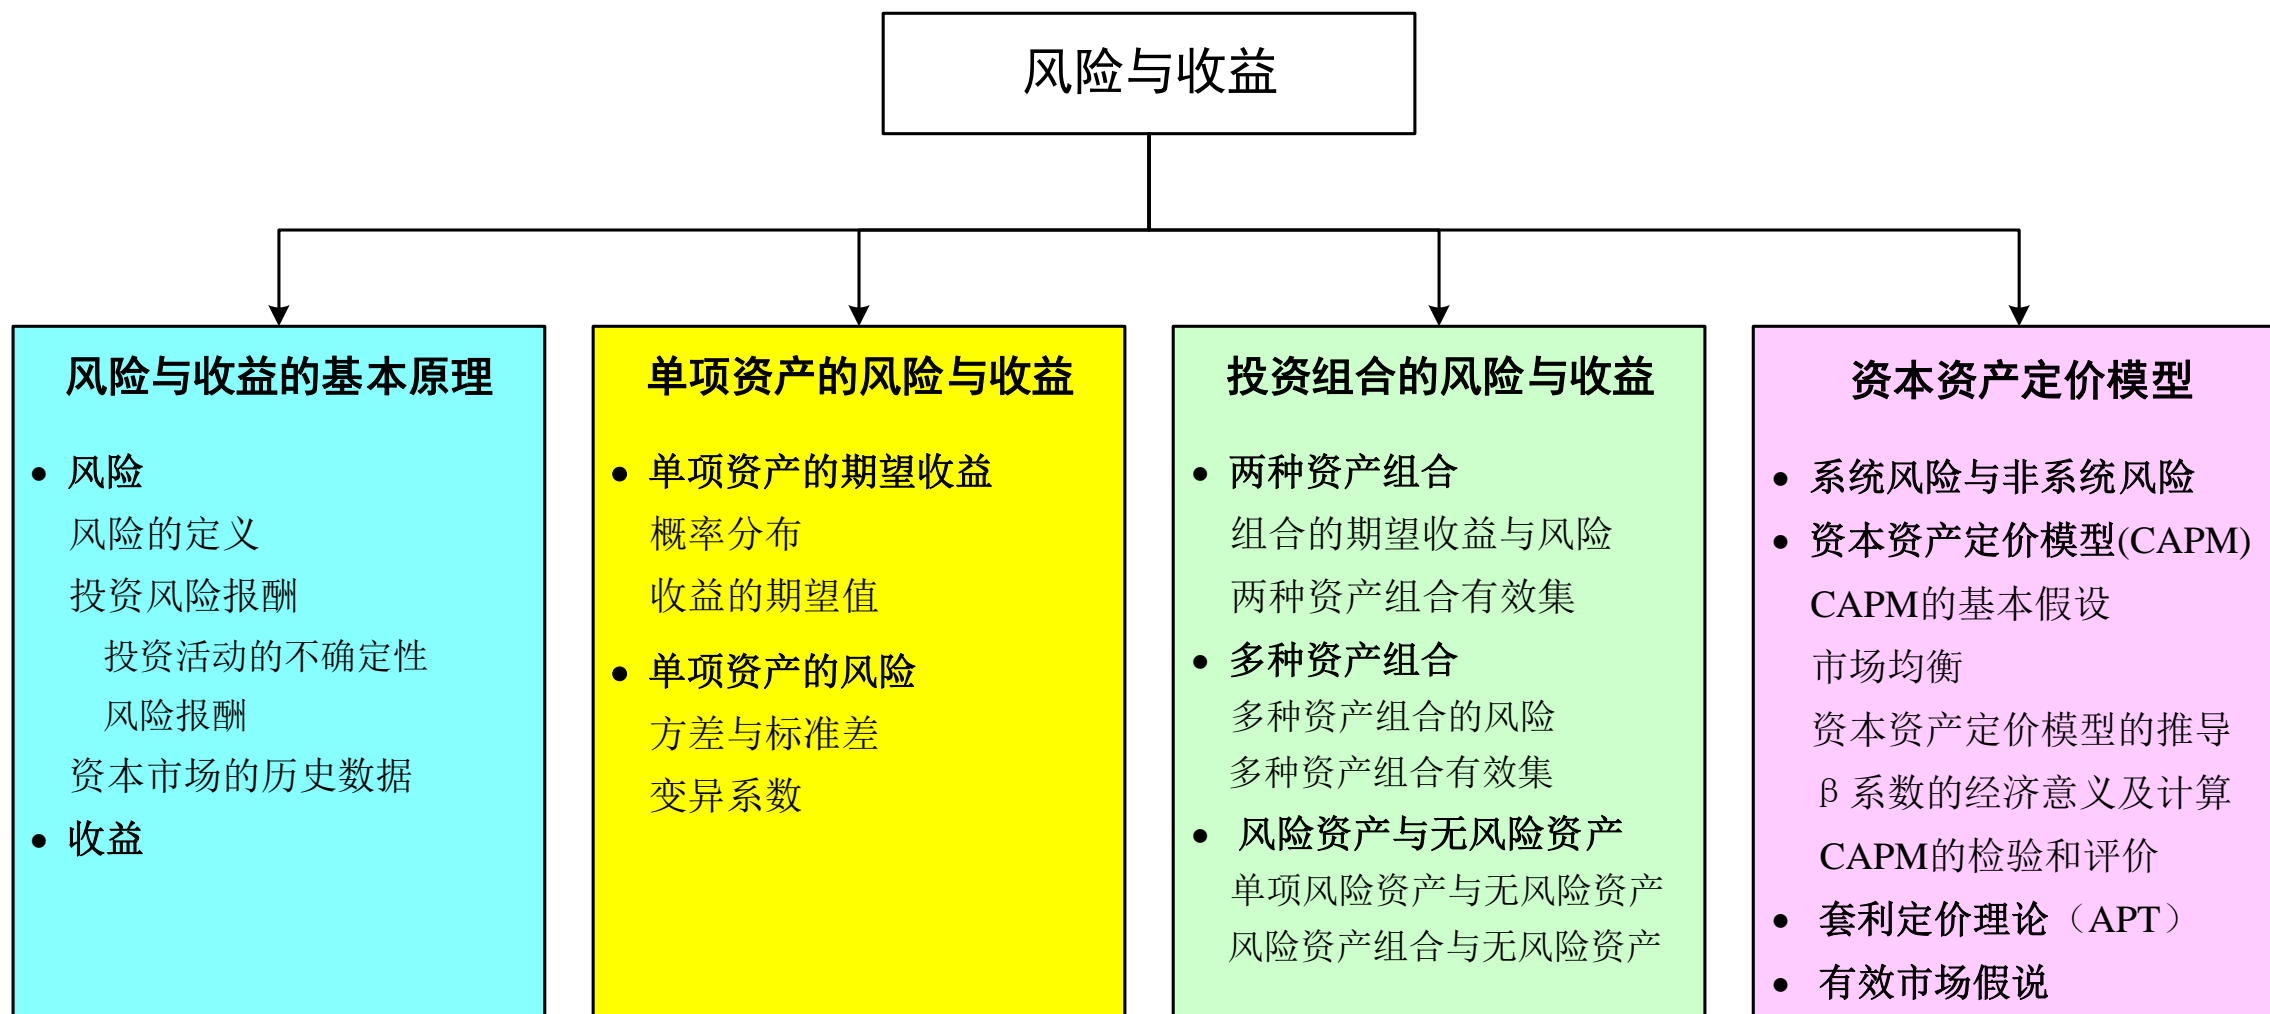 风险与收益
风险与收益的基本原理
• 风险
风险的定义
投资风险报酬
投资活动的不确定性
风险报酬
资本市场的历史数据
• 收益
单项资产的风险与收益
• 单项资产的期望收益
概率分布
收益的期望值
• 单项资产的风险
方差与标准差
变异系数
投资组合的风险与收益
• 两种资产组合
组合的期望收益与风险
两种资产组合有效集
• 多种资产组合
多种资产组合的风险
多种资产组合有效集
• 风险资产与无风险资产
单项风险资产与无风险资产
风险资产组合与无风险资产
资本资产定价模型
• 系统风险与非系统风险
• 资本资产定价模型(CAPM)
CAPM的基本假设
市场均衡
资本资产定价模型的推导
β系数的经济意义及计算
CAPM的检验和评价
• 套利定价理论（APT）
• 有效市场假说